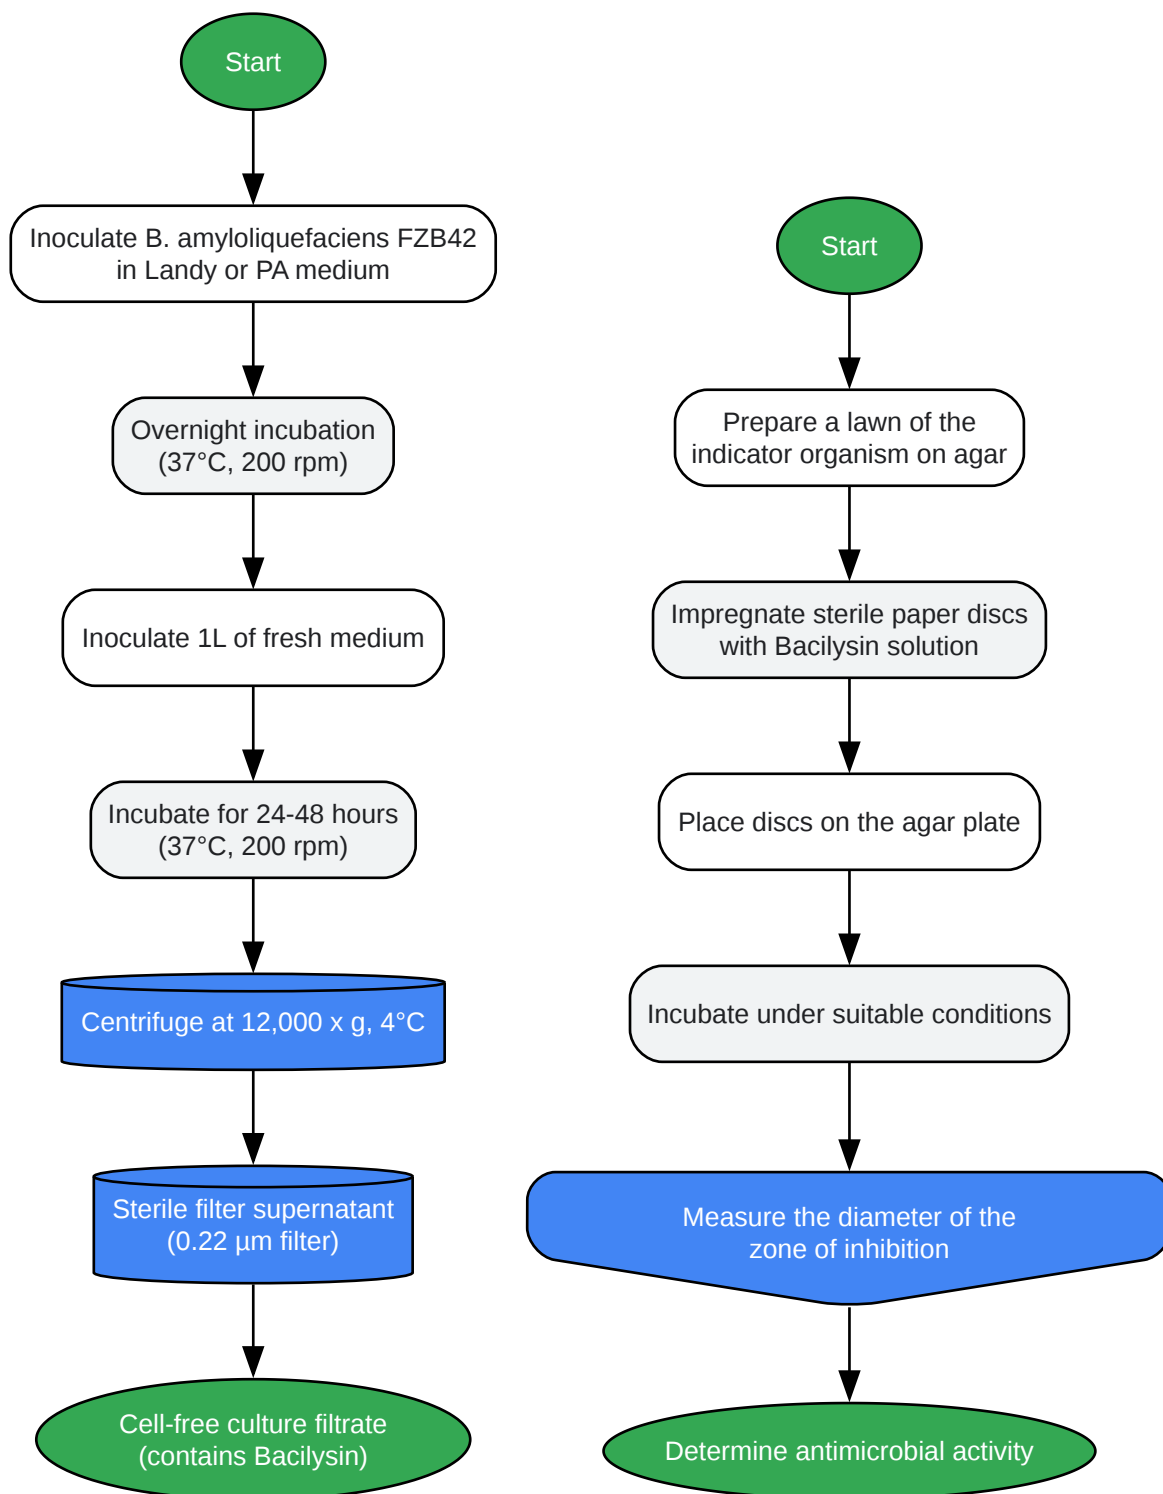 Start
Inoculate B. amyloliquefaciens FZB42
in Landy or PA medium
Overnight incubation
(37°C, 200 rpm)
Inoculate 1L of fresh medium
Incubate for 24-48 hours
(37°C, 200 rpm)
Centrifuge at 12,000 x g, 4°C
Sterile filter supernatant
(0.22 µm filter)
Cell-free culture filtrate
(contains Bacilysin)
Start
Prepare a lawn of the
indicator organism on agar
Impregnate sterile paper discs
with Bacilysin solution
Place discs on the agar plate
Incubate under suitable conditions
Measure the diameter of the
zone of inhibition
Determine antimicrobial activity